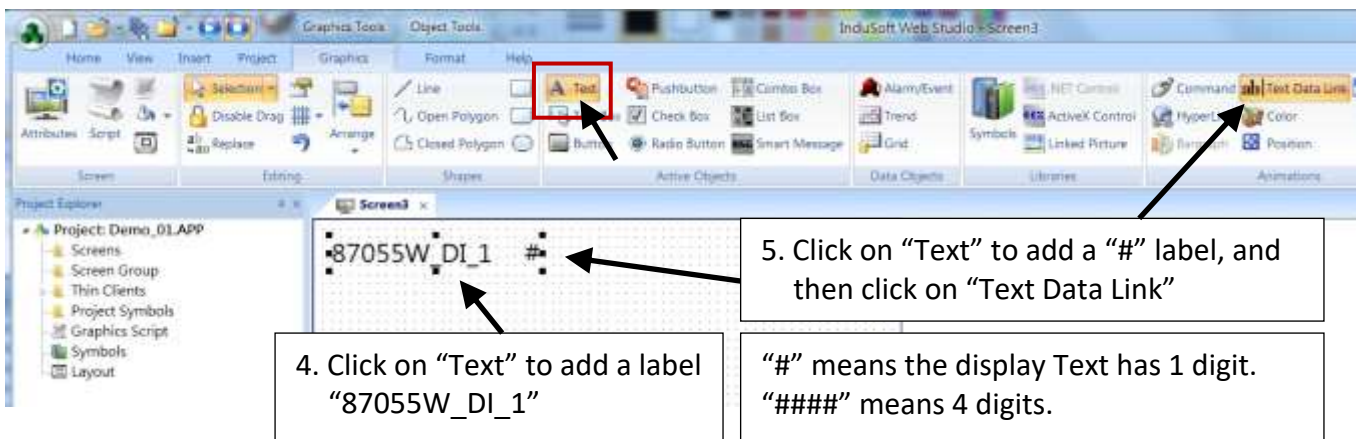 Graphics Tools Object Tools InduSoft Web Studio - Screen3
Home View Insert Project Graphics Format Help
Selection Line A Text Pushbutton Combo Box Alarm/Event .NET Control Command Text Data Link
Disable Drag Open Polygon Check Box List Box Trend ActiveX Control Color
Attributes Script Replace Arrange Closed Polygon Button Radio Button Smart Message Grid Symbols Linked Picture Position
Screen Editing Shapes Active Objects Data Objects Libraries Animations
Project Explorer Screen3
Project: Demo_01.APP
Screens
Screen Group
Thin Clients
Project Symbols
Graphics Script
Symbols
Layout
87055W_DI_1 #
5. Click on “Text” to add a “#” label, and
then click on “Text Data Link”
4. Click on “Text” to add a label
“87055W_DI_1”
“#” means the display Text has 1 digit.
“####” means 4 digits.